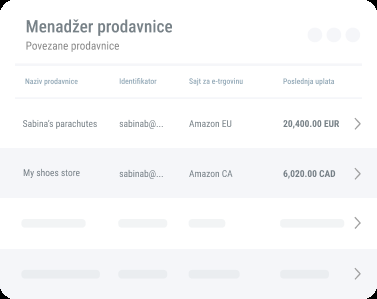 Menadžer prodavnice
Povezane prodavnice
Naziv prodavnice Identifikator Sajt za e-trgovinu Poslednja uplata
Sabina's parachutes sabinab@... Amazon EU 20,400.00 EUR
My shoes store sabinab@... Amazon CA 6,020.00 CAD